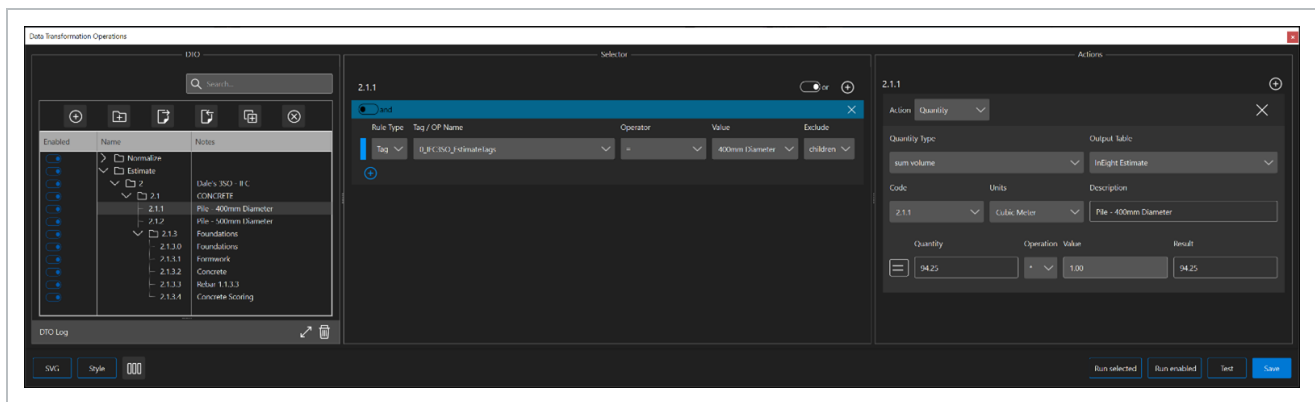 Data Transformation Operations
DTO
Selector
Actions
Search...
2.1.1
or
2.1.1
and
Action Quantity
Rule Type Tag / OP Name Operator Value Exclude
Tag 0_IFC3SO_EstimateTags = 400mm Diameter children
Quantity Type Output Table
sum volume InEight Estimate
Code Units Description
2.1.1 Cubic Meter Pile - 400mm Diameter
Quantity Operation Value Result
94.25 * 1.00 94.25
Enabled Name Notes
Normalize
Estimate
2 Dale's 3SO - IFC
2.1 CONCRETE
2.1.1 Pile - 400mm Diameter
2.1.2 Pile - 500mm Diameter
2.1.3 Foundations
2.1.3.0 Foundations
2.1.3.1 Formwork
2.1.3.2 Concrete
2.1.3.3 Rebar 1.1.3.3
2.1.3.4 Concrete Scoring
DTO Log
SVG Style
Run selected Run enabled Test Save